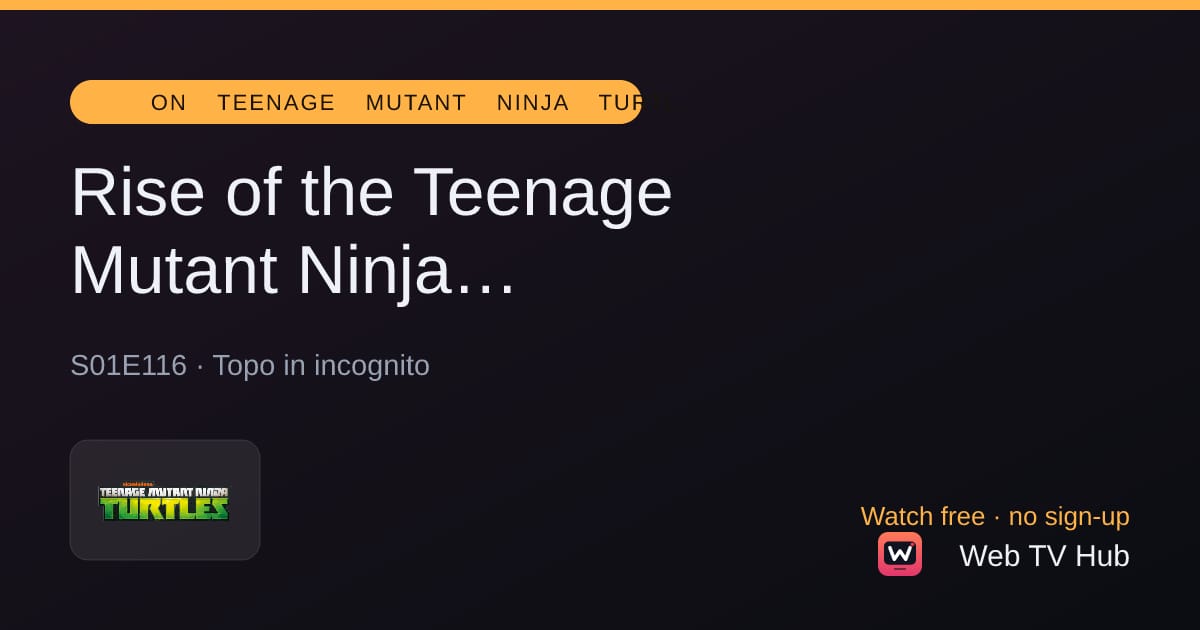 ON TEENAGE MUTANT NINJA
Rise of the Teenage
Mutant Ninja…
S01E116 · Topo in incognito
nickelodeon
TEENAGE MUTANT NINJA
TURTLES
Watch free · no sign-up
W
Web TV Hub